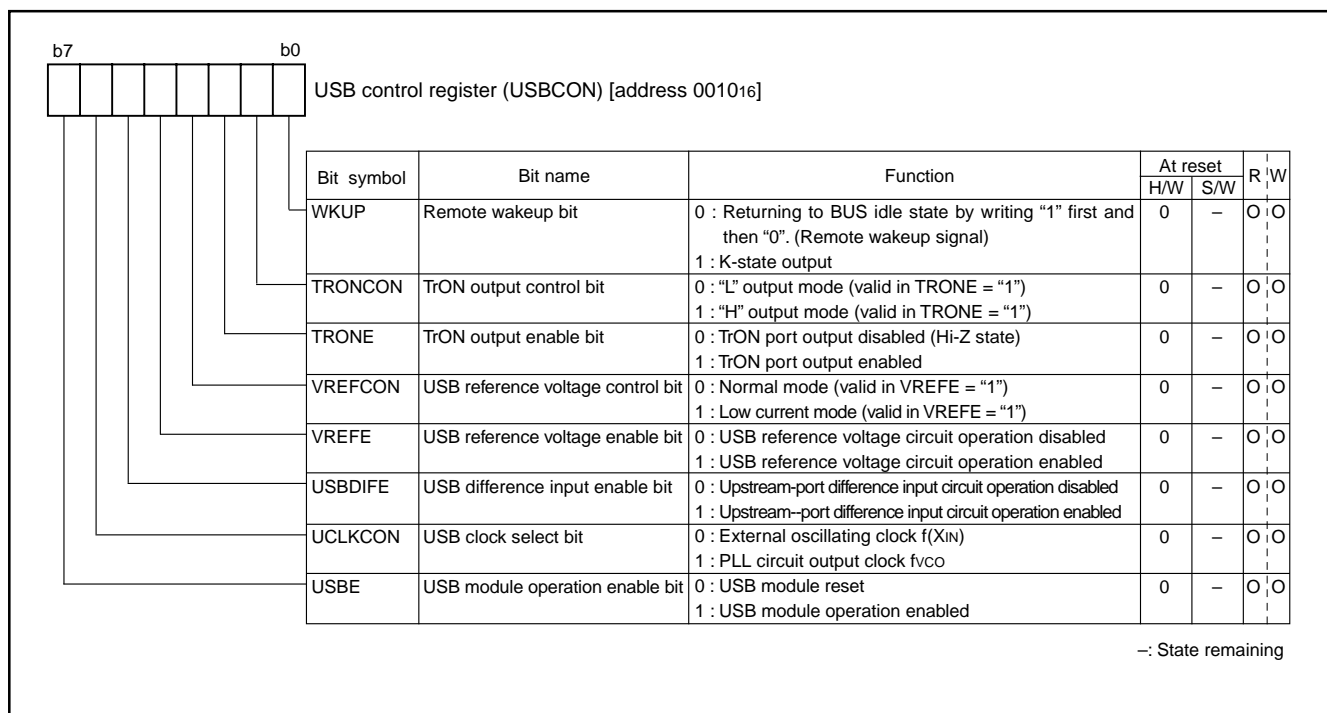 b7 b0
USB control register (USBCON) [address 001016]
Bit symbol Bit name Function At reset R W
H/W S/W
WKUP Remote wakeup bit 0 : Returning to BUS idle state by writing “1” first and 0 – O O
then “0”. (Remote wakeup signal)
1 : K-state output
TRONCON TrON output control bit 0 : “L” output mode (valid in TRONE = “1”) 0 – O O
1 : “H” output mode (valid in TRONE = “1”)
TRONE TrON output enable bit 0 : TrON port output disabled (Hi-Z state) 0 – O O
1 : TrON port output enabled
VREFCON USB reference voltage control bit 0 : Normal mode (valid in VREFE = “1”) 0 – O O
1 : Low current mode (valid in VREFE = “1”)
VREFE USB reference voltage enable bit 0 : USB reference voltage circuit operation disabled 0 – O O
1 : USB reference voltage circuit operation enabled
USBDIFE USB difference input enable bit 0 : Upstream-port difference input circuit operation disabled 0 – O O
1 : Upstream--port difference input circuit operation enabled
UCLKCON USB clock select bit 0 : External oscillating clock f(XIN) 0 – O O
1 : PLL circuit output clock fVCO
USBE USB module operation enable bit 0 : USB module reset 0 – O O
1 : USB module operation enabled
–: State remaining